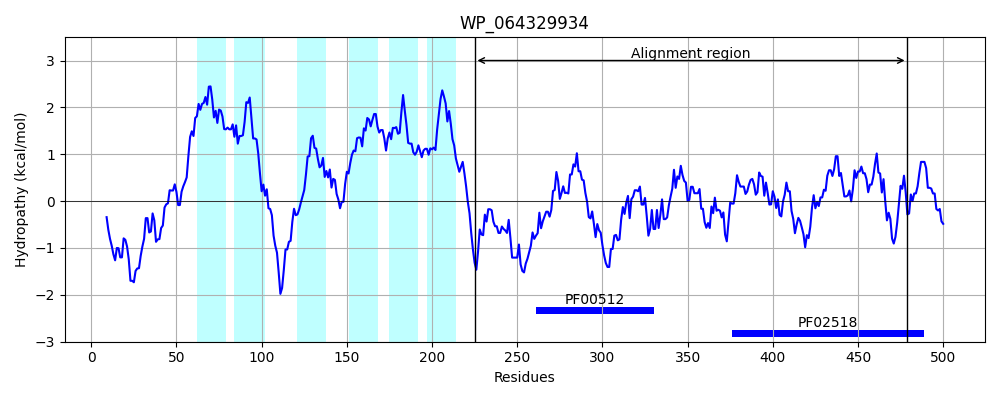 WP_064329934
Alignment region
Hydropathy (kcal/mol)
3
2
1
0
−1
−2
−3
PF00512
PF02518
0 50 100 150 200 250 300 350 400 450 500
Residues